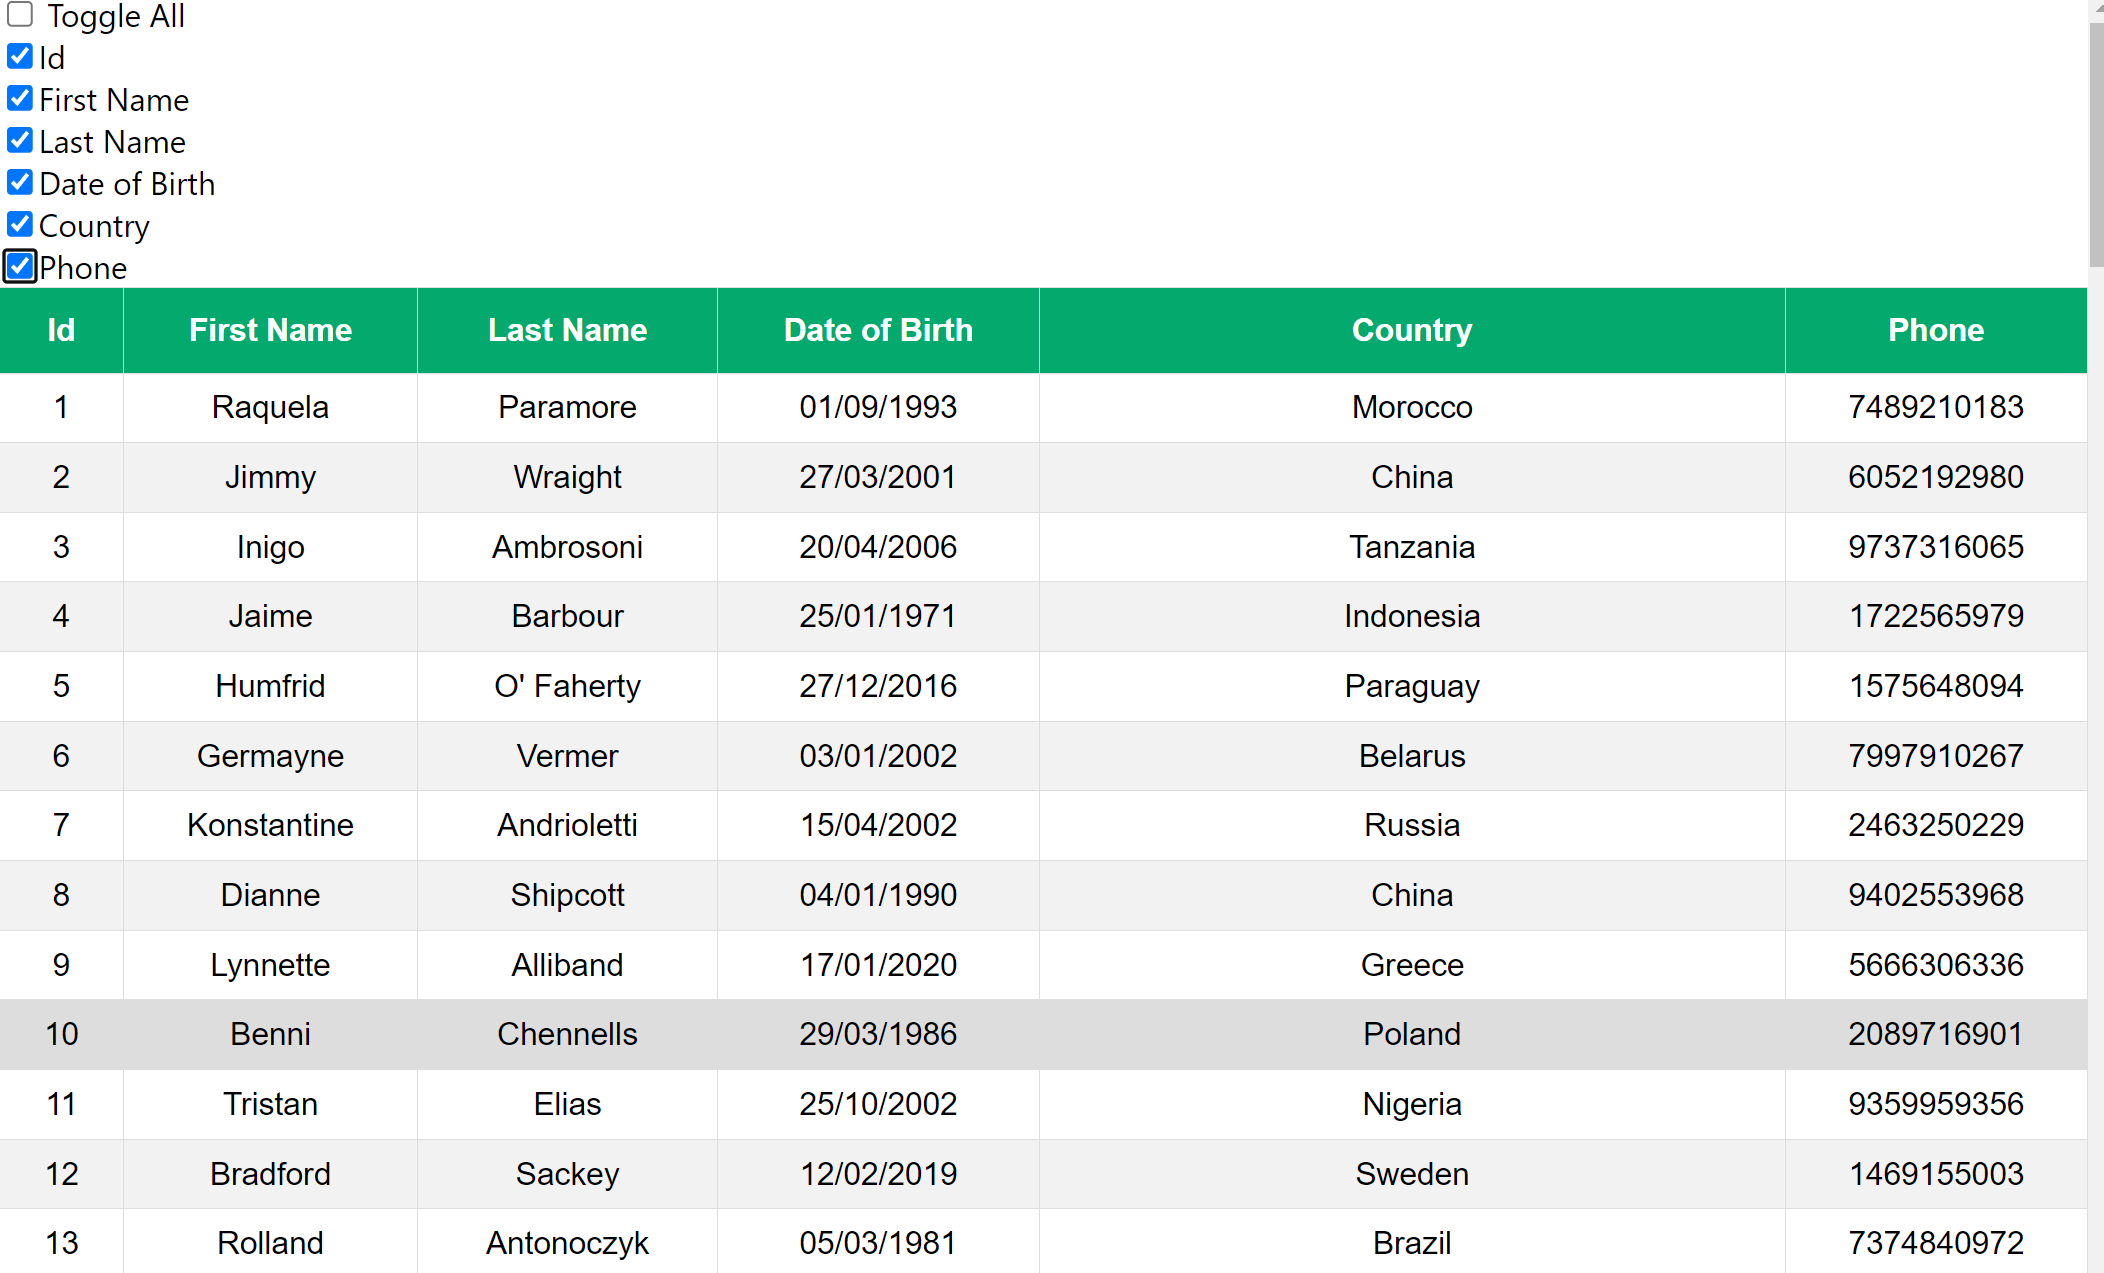 Toggle All
Id
First Name
Last Name
Date of Birth
Country
Phone
Id First Name Last Name Date of Birth Country Phone
1 Raquela Paramore 01/09/1993 Morocco 7489210183
2 Jimmy Wraight 27/03/2001 China 6052192980
3 Inigo Ambrosoni 20/04/2006 Tanzania 9737316065
4 Jaime Barbour 25/01/1971 Indonesia 1722565979
5 Humfrid O' Faherty 27/12/2016 Paraguay 1575648094
6 Germayne Vermer 03/01/2002 Belarus 7997910267
7 Konstantine Andrioletti 15/04/2002 Russia 2463250229
8 Dianne Shipcott 04/01/1990 China 9402553968
9 Lynnette Alliband 17/01/2020 Greece 5666306336
10 Benni Chennells 29/03/1986 Poland 2089716901
11 Tristan Elias 25/10/2002 Nigeria 9359959356
12 Bradford Sackey 12/02/2019 Sweden 1469155003
13 Rolland Antonoczyk 05/03/1981 Brazil 7374840972